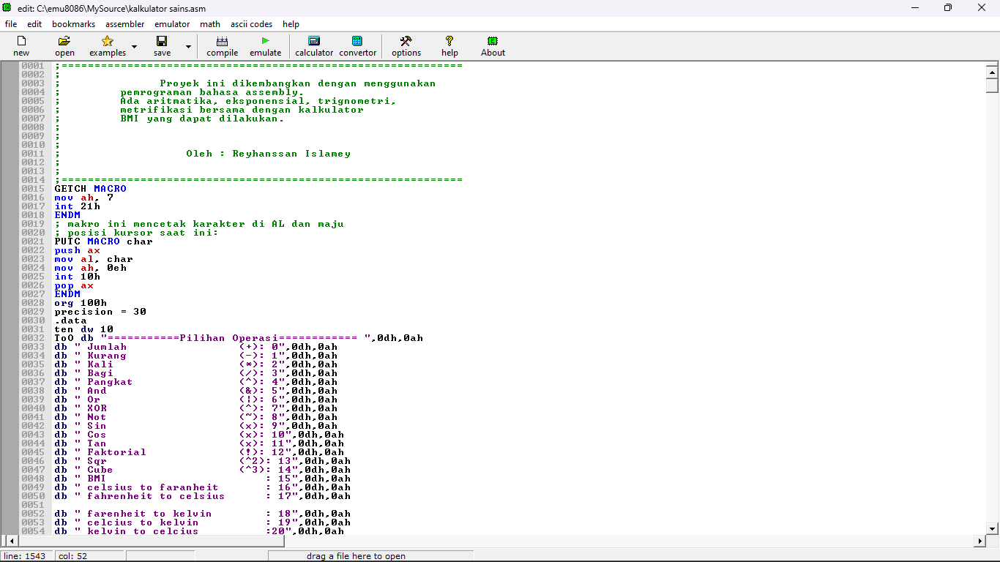 edit: C:\emu8086\MySource\kalkulator sains.asm
file edit bookmarks assembler emulator math ascii codes help
new open examples save compile emulate calculator convertor options help About
0001 ;=============================================================
0002 ;
0003 ; Proyek ini dikembangkan dengan menggunakan
0004 ; pemrograman bahasa assembly.
0005 ; Ada aritmatika, eksponensial, trignometri,
0006 ; metrifikasi bersama dengan kalkulator
0007 ; BMI yang dapat dilakukan.
0008 ;
0009 ;
0010 ;
0011 ; Oleh : Reyhanssan Islamey
0012 ;
0013 ;
0014 ;=============================================================
0015 GETCH MACRO
0016 mov ah, 7
0017 int 21h
0018 ENDM
0019 ; makro ini mencetak karakter di AL dan maju
0020 ; posisi kursor saat ini:
0021 PUTC MACRO char
0022 push ax
0023 mov al, char
0024 mov ah, 0eh
0025 int 10h
0026 pop ax
0027 ENDM
0028 org 100h
0029 precision = 30
0030 .data
0031 ten dw 10
0032 ToO db "===========Pilihan Operasi============ ",0dh,0ah
0033 db " Jumlah (+): 0",0dh,0ah
0034 db " Kurang (-): 1",0dh,0ah
0035 db " Kali (*): 2",0dh,0ah
0036 db " Bagi (/): 3",0dh,0ah
0037 db " Pangkat (^): 4",0dh,0ah
0038 db " And (&): 5",0dh,0ah
0039 db " Or (|): 6",0dh,0ah
0040 db " XOR (^): 7",0dh,0ah
0041 db " Not (~): 8",0dh,0ah
0042 db " Sin (x): 9",0dh,0ah
0043 db " Cos (x): 10",0dh,0ah
0044 db " Tan (x): 11",0dh,0ah
0045 db " Faktorial (!): 12",0dh,0ah
0046 db " Sqr (^2): 13",0dh,0ah
0047 db " Cube (^3): 14",0dh,0ah
0048 db " BMI : 15",0dh,0ah
0049 db " celsius to faranheit : 16",0dh,0ah
0050 db " fahrenheit to celsius : 17",0dh,0ah
0051
0052 db " farenheit to kelvin : 18",0dh,0ah
0053 db " celcius to kelvin : 19",0dh,0ah
0054 db " kelvin to celcius :20",0dh,0ah
line: 1543 col: 52 drag a file here to open